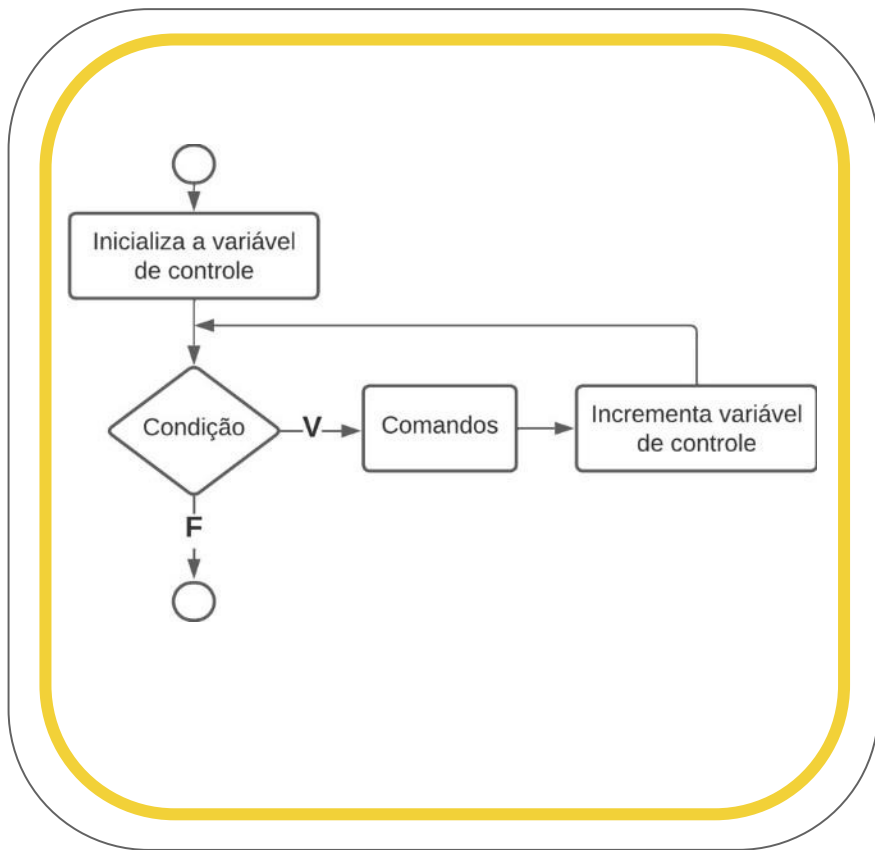 Inicializa a variável
de controle
Condição
V
Comandos
Incrementa variável
de controle
F